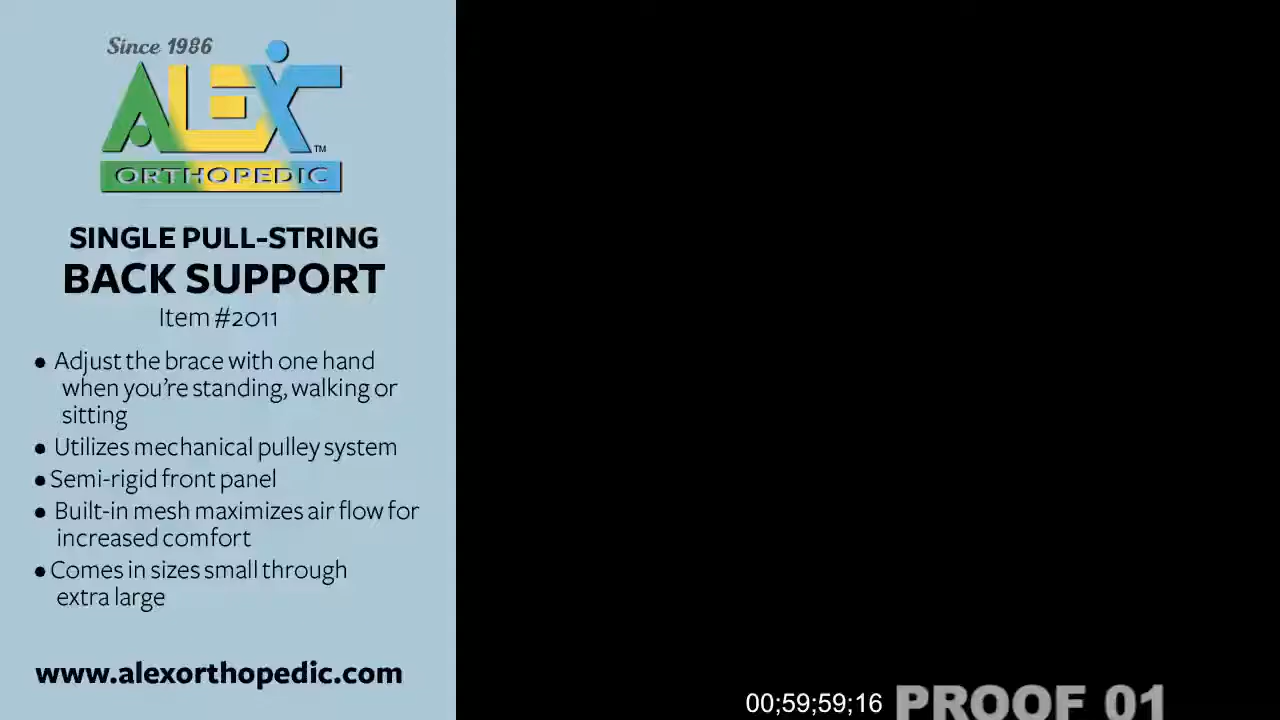 Since 1986
ALEX
TM
ORTHOPEDIC
SINGLE PULL-STRING
BACK SUPPORT
Item #2011
• Adjust the brace with one hand
when you're standing, walking or
sitting
• Utilizes mechanical pulley system
• Semi-rigid front panel
• Built-in mesh maximizes air flow for
increased comfort
• Comes in sizes small through
extra large
www.alexorthopedic.com
00;59;59;16 PROOF 01